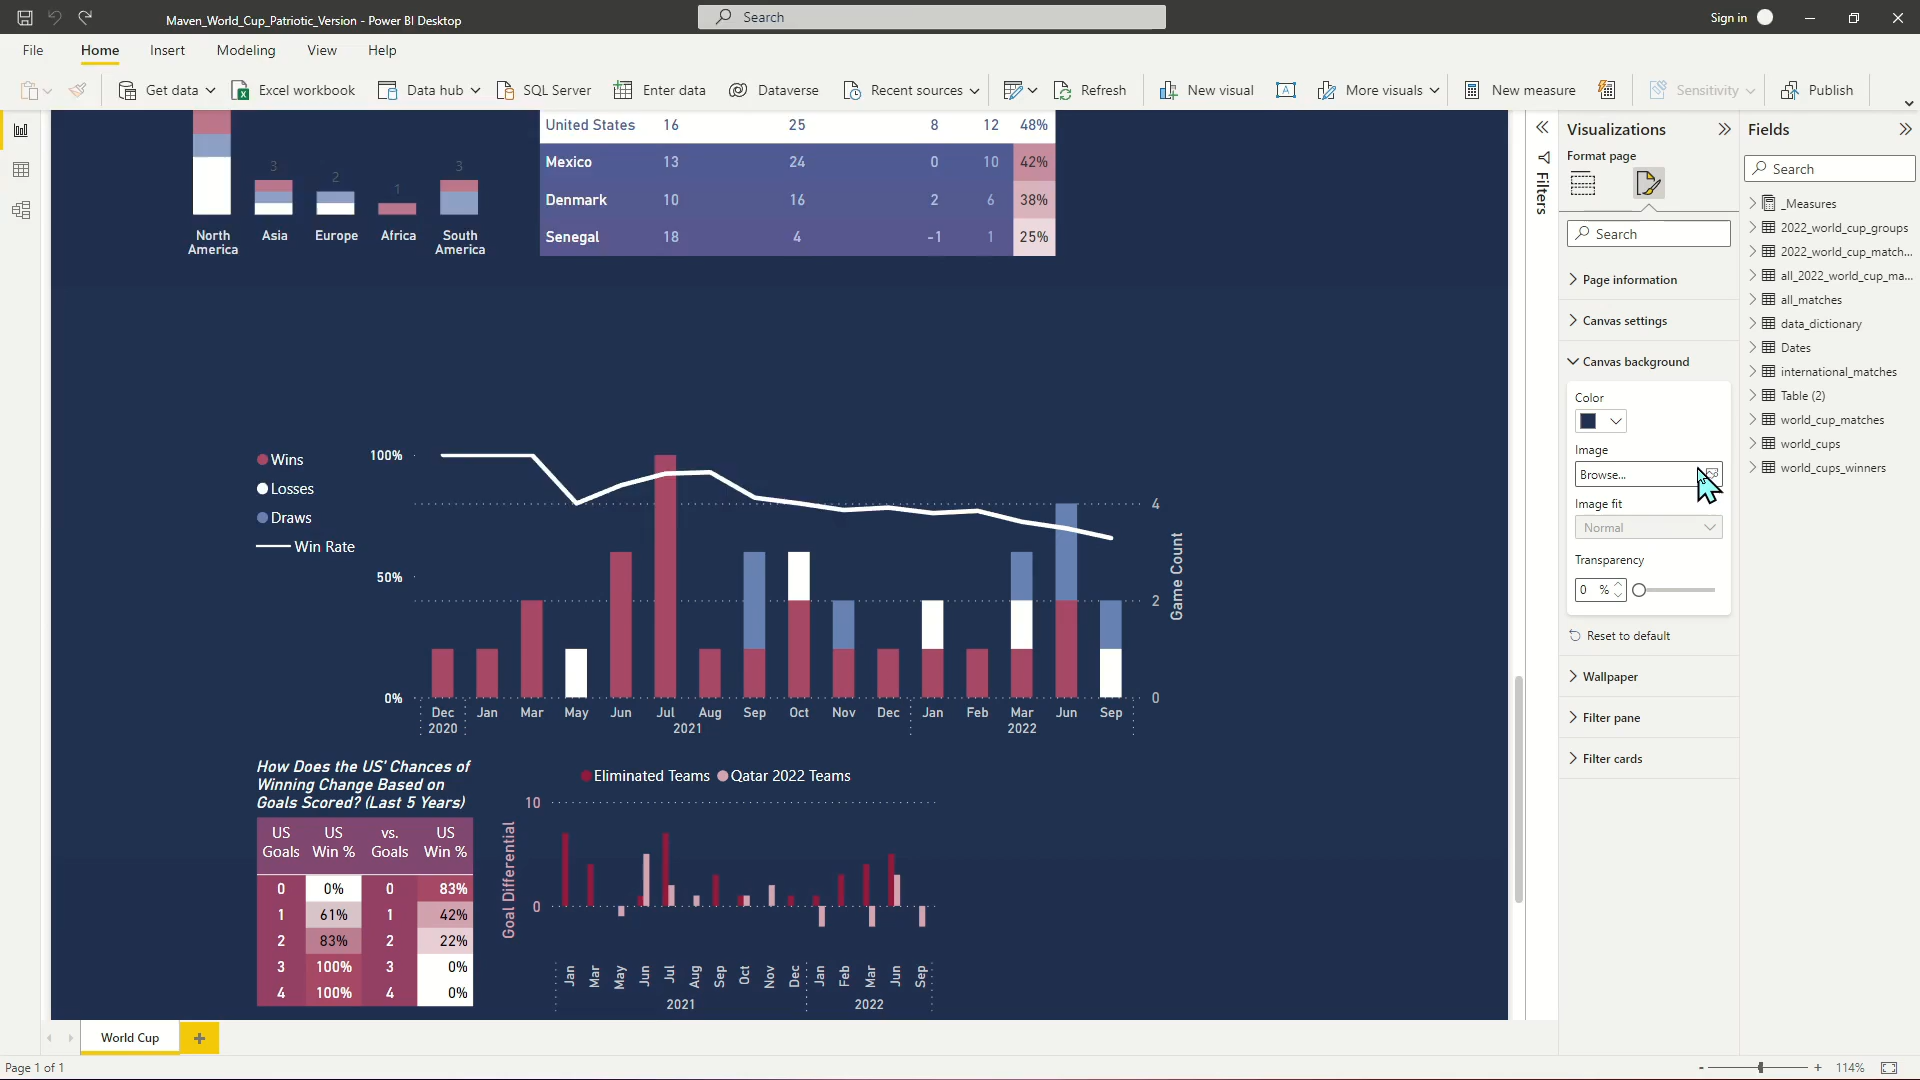 Maven_World_Cup_Patriotic_Version - Power BI Desktop
Search
Sign in
File
Home
Insert
Modeling
View
Help
Get data
Excel workbook
Data hub
SQL Server
Enter data
Dataverse
Recent sources
Refresh
New visual
More visuals
New measure
Sensitivity
Publish
3
2
1
3
North
America
Asia
Europe
Africa
South
America
United States 16 25 8 12 48%
Mexico 13 24 0 10 42%
Denmark 10 16 2 6 38%
Senegal 18 4 -1 1 25%
Wins
Losses
Draws
Win Rate
100%
50%
0%
4
2
0
Game Count
Dec Jan Mar May Jun Jul Aug Sep Oct Nov Dec Jan Feb Mar Jun Sep
2020 2021 2022
How Does the US' Chances of
Winning Change Based on
Goals Scored? (Last 5 Years)
US US vs. US
Goals Win % Goals Win %
0 0% 0 83%
1 61% 1 42%
2 83% 2 22%
3 100% 3 0%
4 100% 4 0%
Eliminated Teams Qatar 2022 Teams
10
0
Goal Differential
Jan Mar May Jun Jul Aug Sep Oct Nov Dec Jan Feb Mar Jun Sep
2021 2022
World Cup
Page 1 of 1
114%
Filters
Visualizations
Format page
Search
Page information
Canvas settings
Canvas background
Color
Image
Browse...
Image fit
Normal
Transparency
0 %
Reset to default
Wallpaper
Filter pane
Filter cards
Fields
Search
_Measures
2022_world_cup_groups
2022_world_cup_match...
all_2022_world_cup_ma...
all_matches
data_dictionary
Dates
international_matches
Table (2)
world_cup_matches
world_cups
world_cups_winners